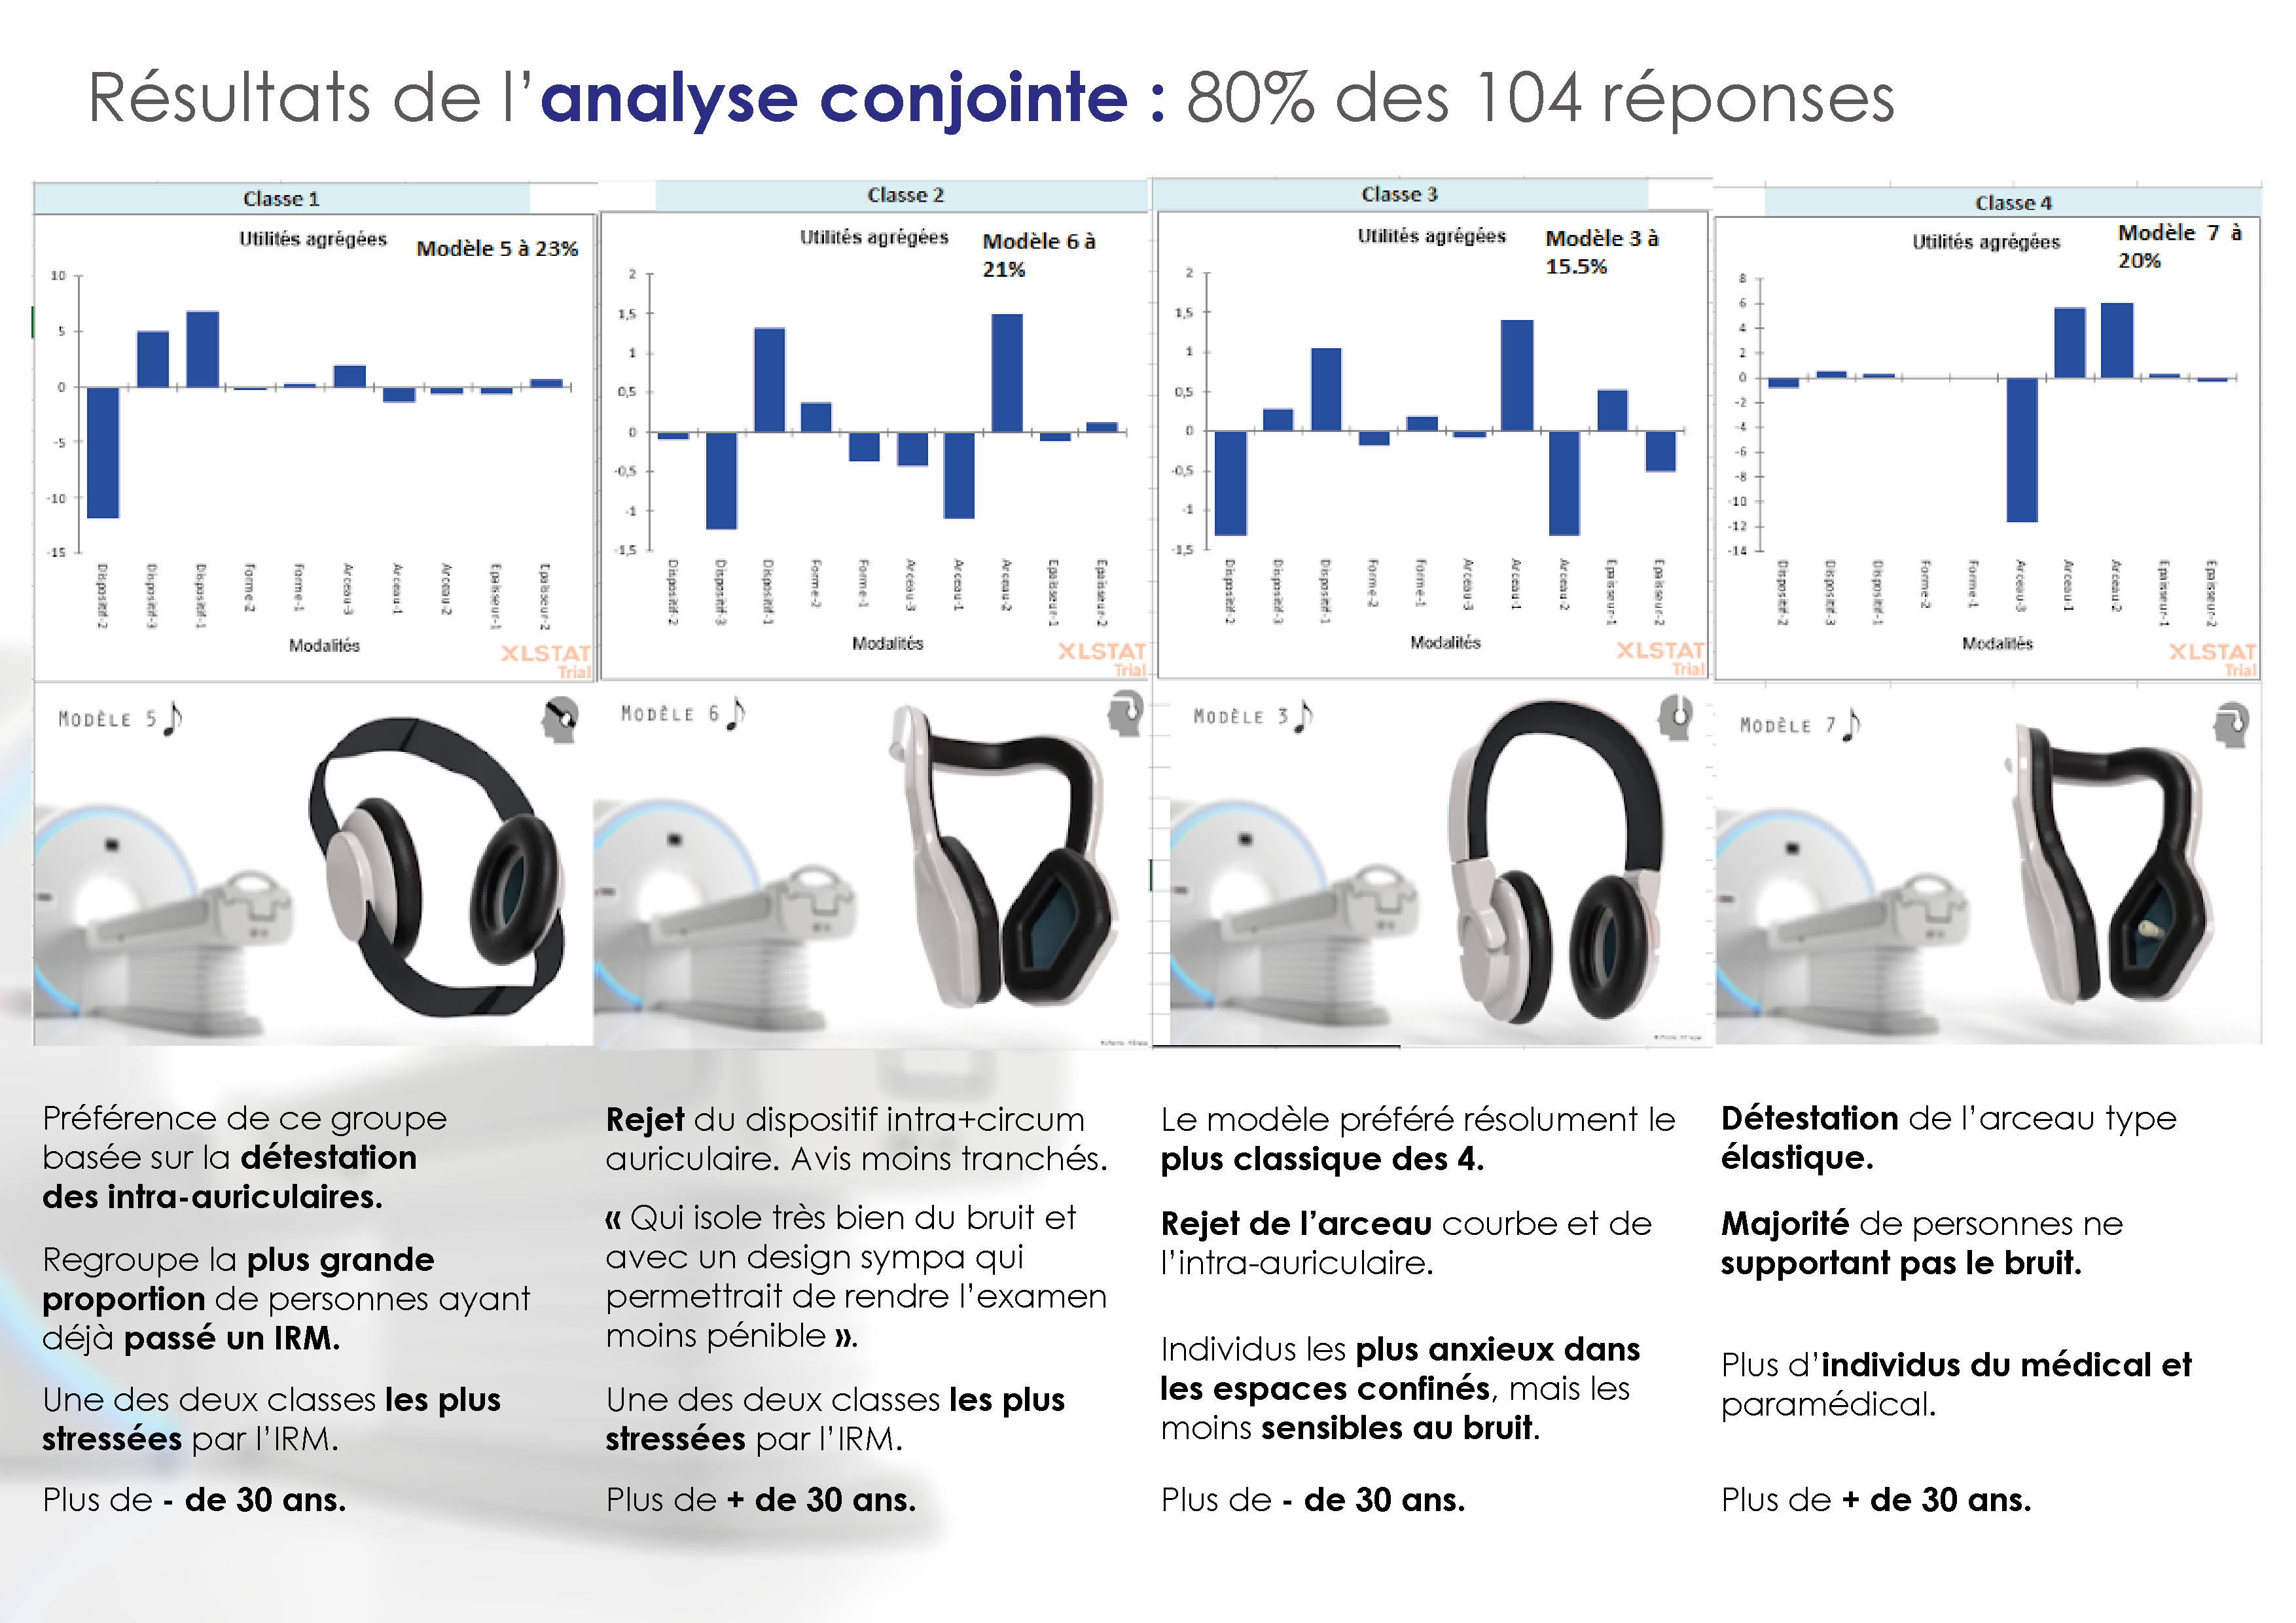 Résultats de l’analyse conjointe : 80% des 104 réponses
Classe 1
Utilités agrégées
Modèle 5 à 23%
10
5
0
-5
-10
-15
Dispositif-2
Dispositif-3
Dispositif-1
Forme-2
Forme-1
Arceau-3
Arceau-1
Arceau-2
Epaisseur-1
Epaisseur-2
Modalités
XLSTAT
Trial
Classe 2
Utilités agrégées
Modèle 6 à
21%
2
1,5
1
0,5
0
-0,5
-1
-1,5
Dispositif-2
Dispositif-3
Dispositif-1
Forme-2
Forme-1
Arceau-3
Arceau-1
Arceau-2
Epaisseur-1
Epaisseur-2
Modalités
XLSTAT
Trial
Classe 3
Utilités agrégées
Modèle 3 à
15.5%
2
1,5
1
0,5
0
-0,5
-1
-1,5
Dispositif-2
Dispositif-3
Dispositif-1
Forme-2
Forme-1
Arceau-3
Arceau-1
Arceau-2
Epaisseur-1
Epaisseur-2
Modalités
XLSTAT
Trial
Classe 4
Utilités agrégées
Modèle 7 à
20%
8
6
4
2
0
-2
-4
-6
-8
-10
-12
-14
Dispositif-2
Dispositif-3
Dispositif-1
Forme-2
Forme-1
Arceau-3
Arceau-1
Arceau-2
Epaisseur-1
Epaisseur-2
Modalités
XLSTAT
Trial
MODÈLE 5
MODÈLE 6
MODÈLE 3
MODÈLE 7
Préférence de ce groupe
basée sur la détestation
des intra-auriculaires.
Regroupe la plus grande
proportion de personnes ayant
déjà passé un IRM.
Une des deux classes les plus
stressées par l’IRM.
Plus de - de 30 ans.
Rejet du dispositif intra+circum
auriculaire. Avis moins tranchés.
« Qui isole très bien du bruit et
avec un design sympa qui
permettrait de rendre l’examen
moins pénible ».
Une des deux classes les plus
stressées par l’IRM.
Plus de + de 30 ans.
Le modèle préféré résolument le
plus classique des 4.
Rejet de l’arceau courbe et de
l’intra-auriculaire.
Individus les plus anxieux dans
les espaces confinés, mais les
moins sensibles au bruit.
Plus de - de 30 ans.
Détestation de l’arceau type
élastique.
Majorité de personnes ne
supportant pas le bruit.
Plus d’individus du médical et
paramédical.
Plus de + de 30 ans.